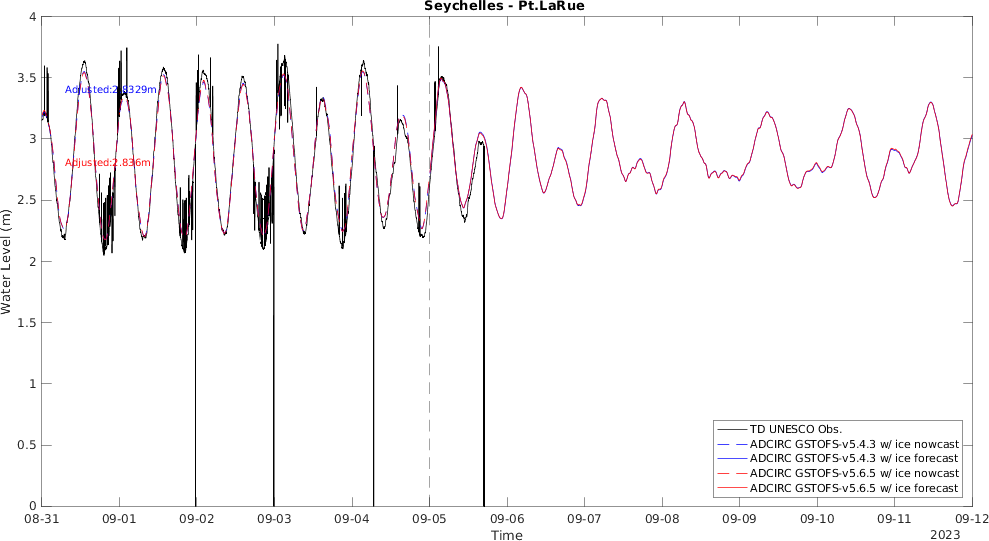 Seychelles - Pt.LaRue
Water Level (m)
4
3.5
3
2.5
2
1.5
1
0.5
0
Adjusted:2.8329m
Adjusted:2.836m
TD UNESCO Obs.
ADCIRC GSTOFS-v5.4.3 w/ ice nowcast
ADCIRC GSTOFS-v5.4.3 w/ ice forecast
ADCIRC GSTOFS-v5.6.5 w/ ice nowcast
ADCIRC GSTOFS-v5.6.5 w/ ice forecast
08-31 09-01 09-02 09-03 09-04 09-05 09-06 09-07 09-08 09-09 09-10 09-11 09-12
Time
2023